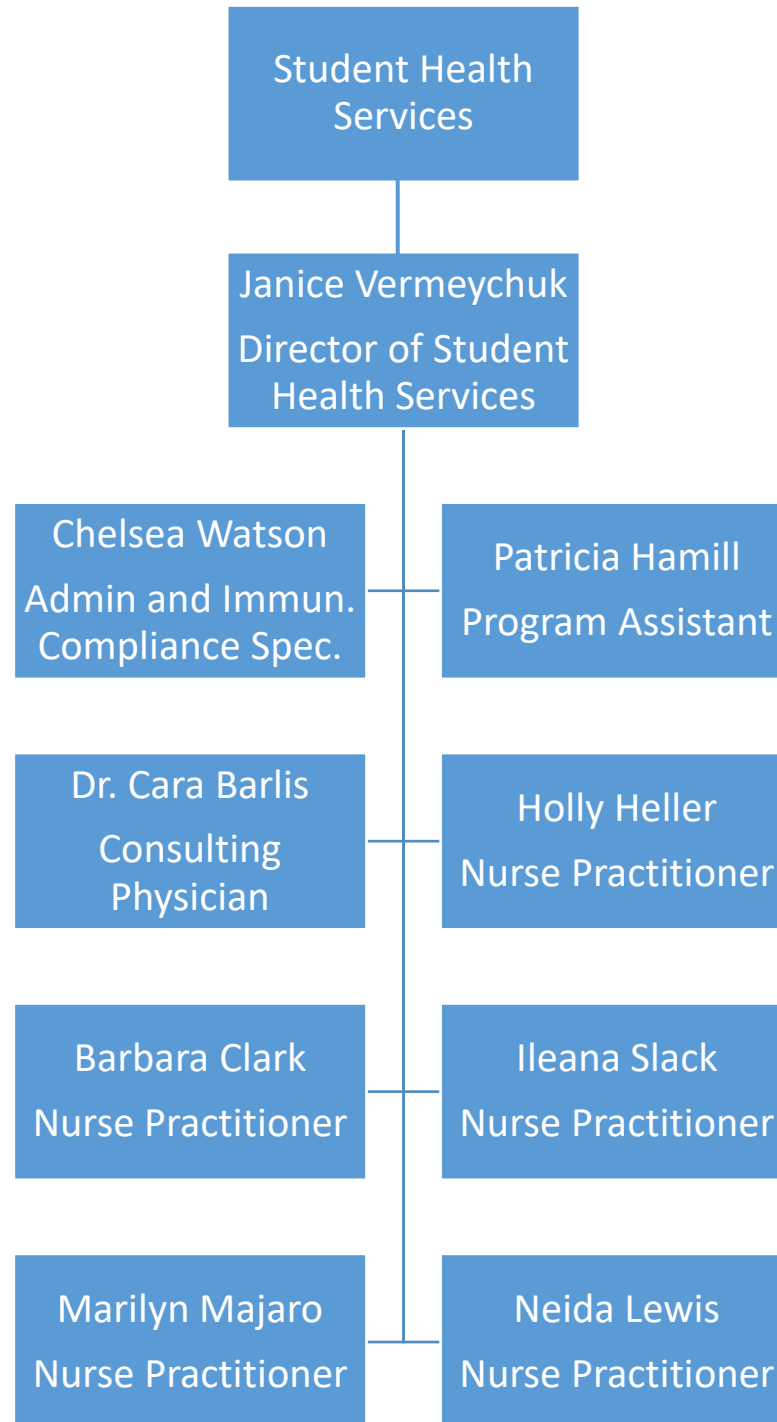 Student Health
Services
Janice Vermeychuk
Director of Student
Health Services
Chelsea Watson
Admin and Immun.
Compliance Spec.
Patricia Hamill
Program Assistant
Dr. Cara Barlis
Consulting
Physician
Holly Heller
Nurse Practitioner
Barbara Clark
Nurse Practitioner
Ileana Slack
Nurse Practitioner
Marilyn Majaro
Nurse Practitioner
Neida Lewis
Nurse Practitioner